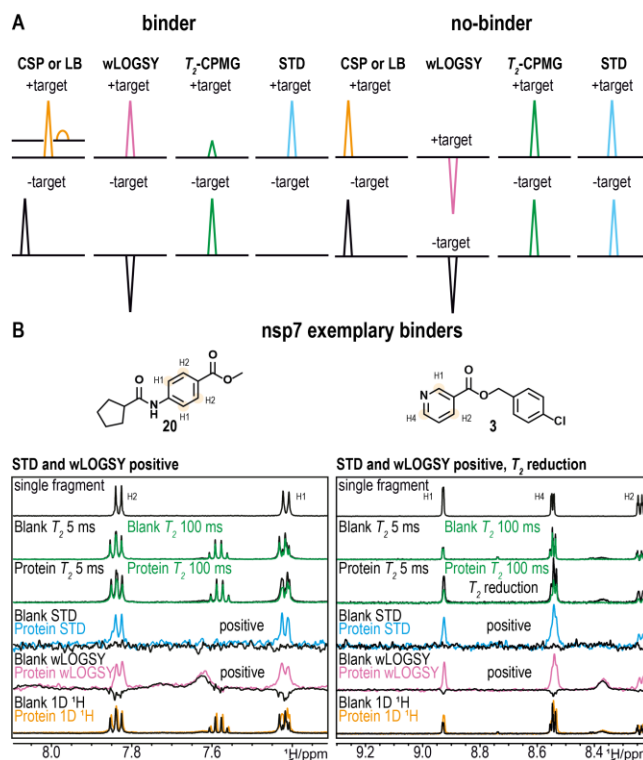 A
binder
no-binder
CSP or LB wLOGSY T2-CPMG STD CSP or LB wLOGSY T2-CPMG STD
+target +target +target +target +target +target +target
+target
-target -target -target -target -target -target -target
-target
B nsp7 exemplary binders
O H2 O
H1 O
N H H2
H1
20
H1 O
N O
H4 H2
Cl
3
STD and wLOGSY positive
single fragment
H2 H1
Blank T2 5 ms Blank T2 100 ms
Protein T2 5 ms Protein T2 100 ms
Blank STD
Protein STD positive
Blank wLOGSY
Protein wLOGSY positive
Blank 1D ¹H
Protein 1D ¹H
8.0 7.8 7.6 ¹H/ppm
STD and wLOGSY positive, T2 reduction
single fragment
H1 H4 H2
Blank T2 5 ms Blank T2 100 ms
Protein T2 5 ms Protein T2 100 ms
T2 reduction
Blank STD
Protein STD positive
Blank wLOGSY
Protein wLOGSY positive
Blank 1D ¹H
Protein 1D ¹H
9.2 9.0 8.8 8.6 8.4 ¹H/ppm